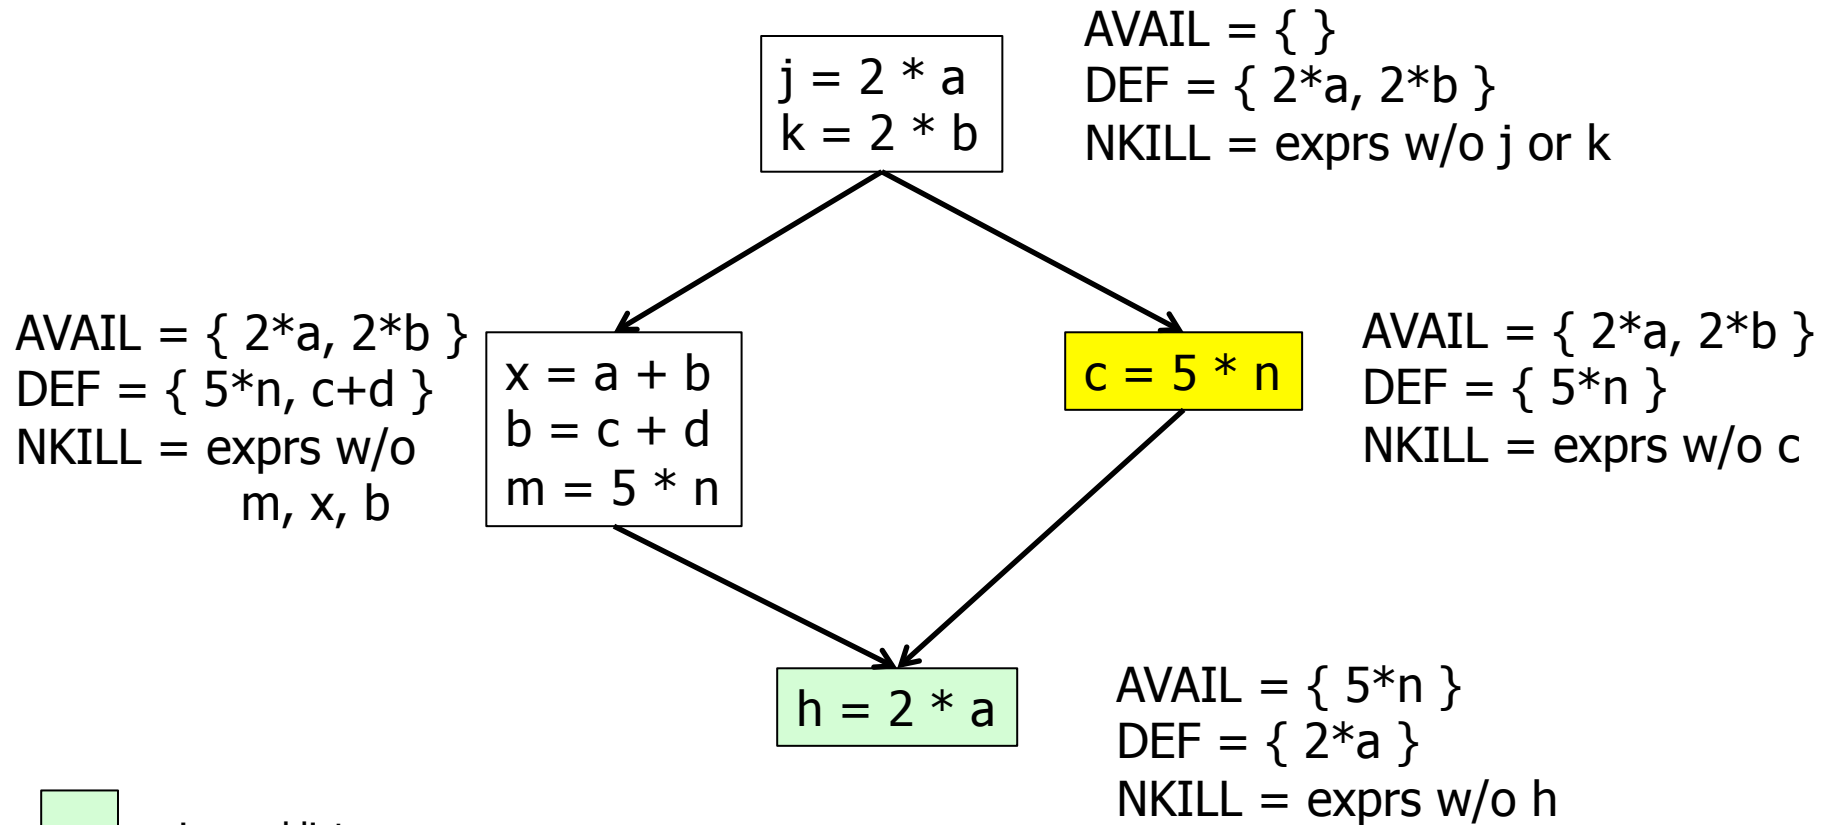 AVAIL = { }
DEF = { 2*a, 2*b }
NKILL = exprs w/o j or k
j = 2 * a
k = 2 * b
AVAIL = { 2*a, 2*b }
DEF = { 5*n, c+d }
NKILL = exprs w/o
m, x, b
x = a + b
b = c + d
m = 5 * n
c = 5 * n
AVAIL = { 2*a, 2*b }
DEF = { 5*n }
NKILL = exprs w/o c
h = 2 * a
AVAIL = { 5*n }
DEF = { 2*a }
NKILL = exprs w/o h